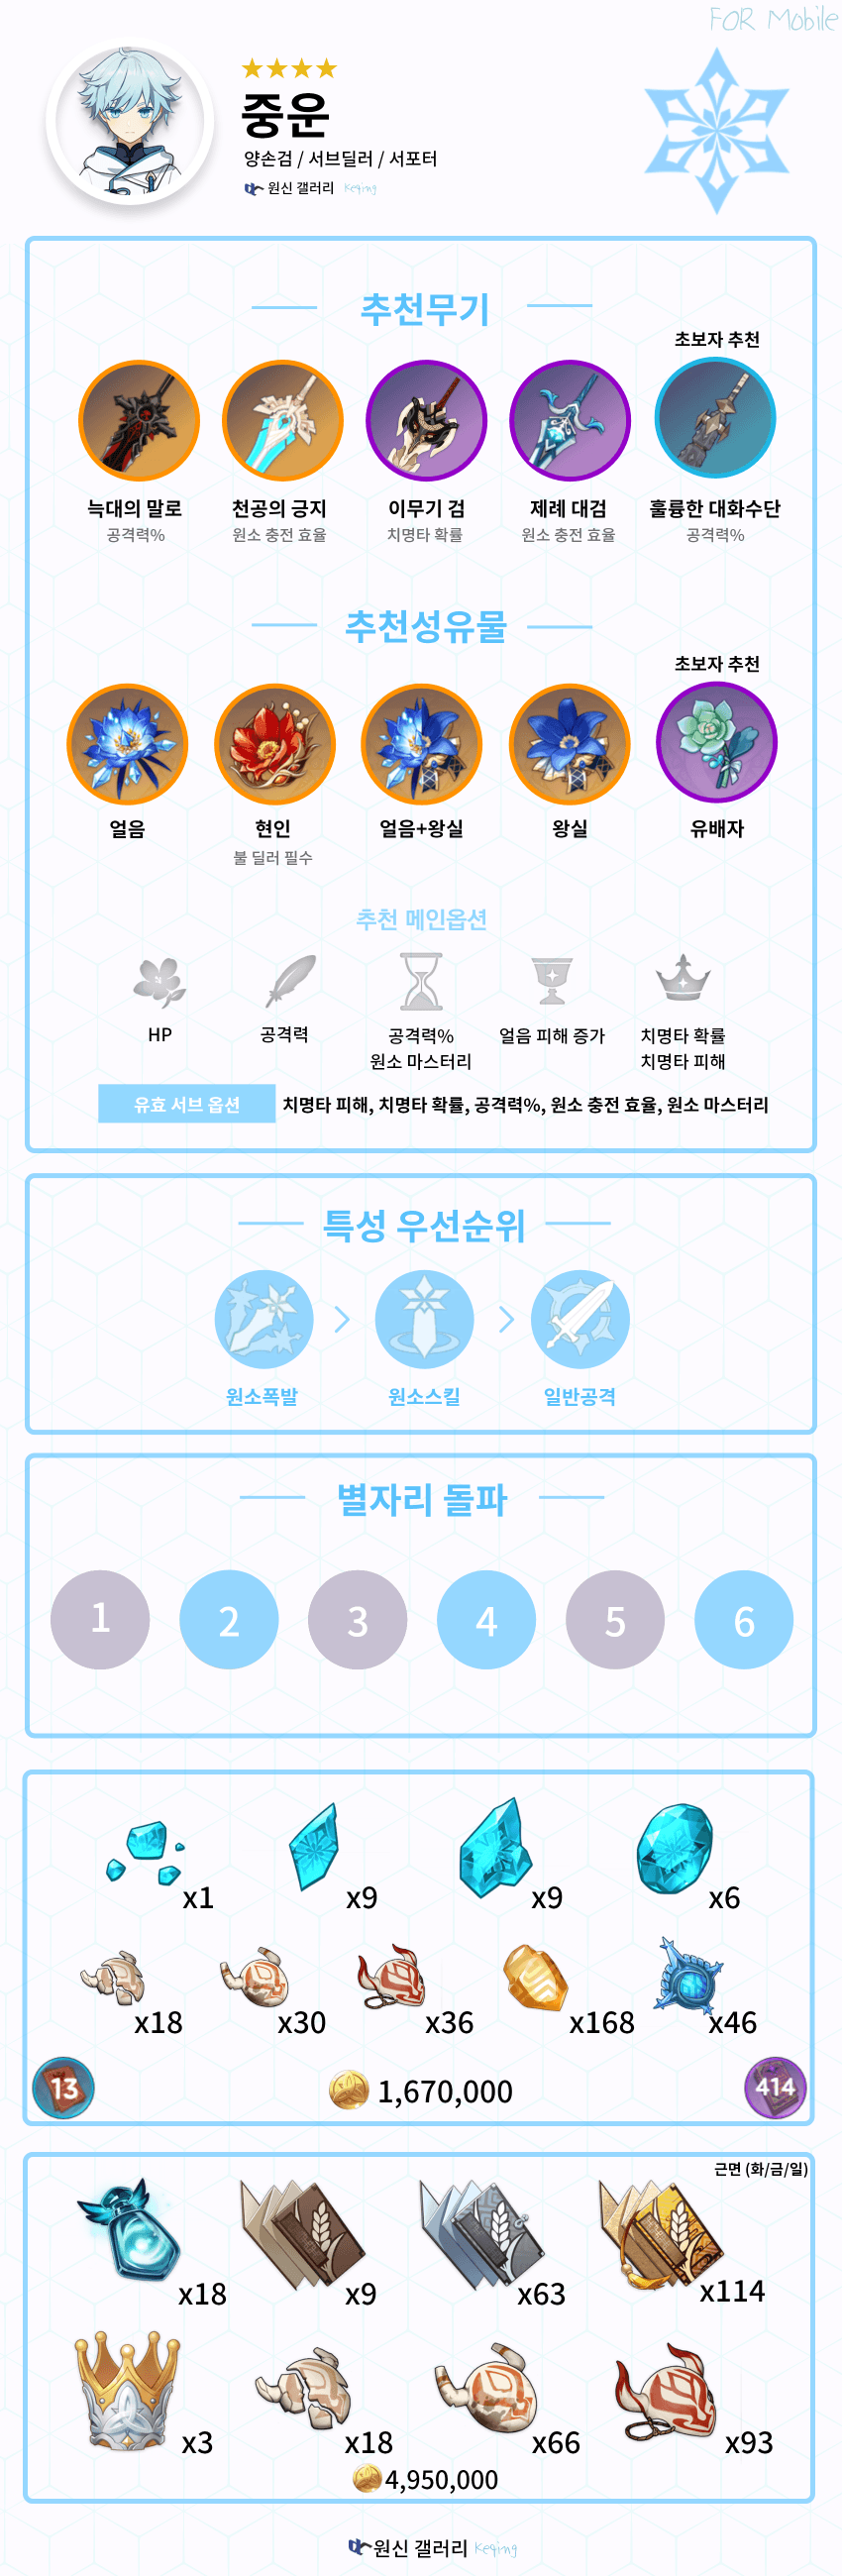 FOR Mobile
중운
양손검 / 서브딜러 / 서포터
원신 갤러리 Keqing
추천무기
초보자 추천
늑대의 말로 천공의 긍지 이무기 검 제례 대검 훌륭한 대화수단
공격력% 원소 충전 효율 치명타 확률 원소 충전 효율 공격력%
추천성유물
초보자 추천
얼음 현인 얼음+왕실 왕실 유배자
불 딜러 필수
추천 메인옵션
HP 공격력 공격력% 얼음 피해 증가 치명타 확률
원소 마스터리 치명타 피해
유효 서브 옵션 치명타 피해, 치명타 확률, 공격력%, 원소 충전 효율, 원소 마스터리
특성 우선순위
원소폭발 원소스킬 일반공격
별자리 돌파
1 2 3 4 5 6
x1 x9 x9 x6
x18 x30 x36 x168 x46
13 1,670,000 414
근면 (화/금/일)
x18 x9 x63 x114
x3 x18 x66 x93
4,950,000
원신 갤러리 Keqing